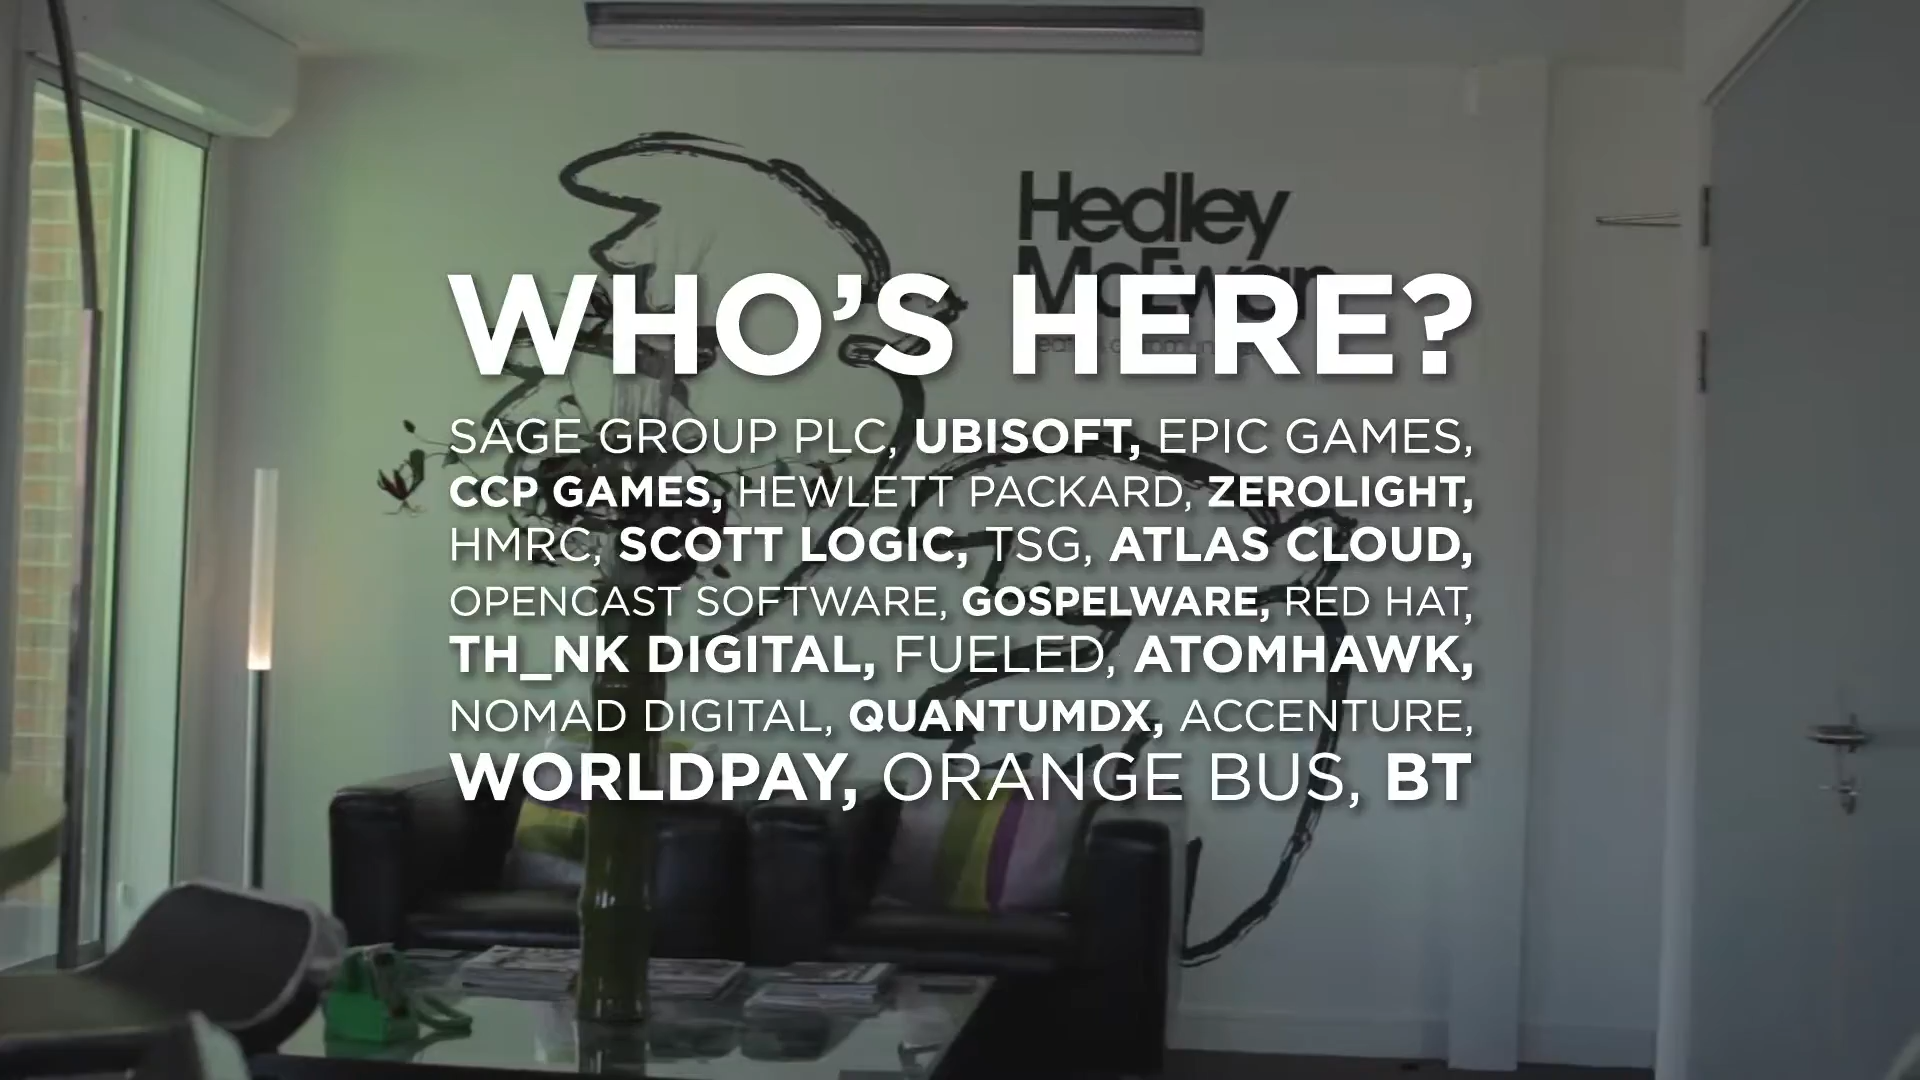 Hedley
McEwan
WHO'S HERE?
SAGE GROUP PLC, UBISOFT, EPIC GAMES,
CCP GAMES, HEWLETT PACKARD, ZEROLIGHT,
HMRC, SCOTT LOGIC, TSG, ATLAS CLOUD,
OPENCAST SOFTWARE, GOSPELWARE, RED HAT,
TH_NK DIGITAL, FUELED, ATOMHAWK,
NOMAD DIGITAL, QUANTUMDX, ACCENTURE,
WORLDPAY, ORANGE BUS, BT